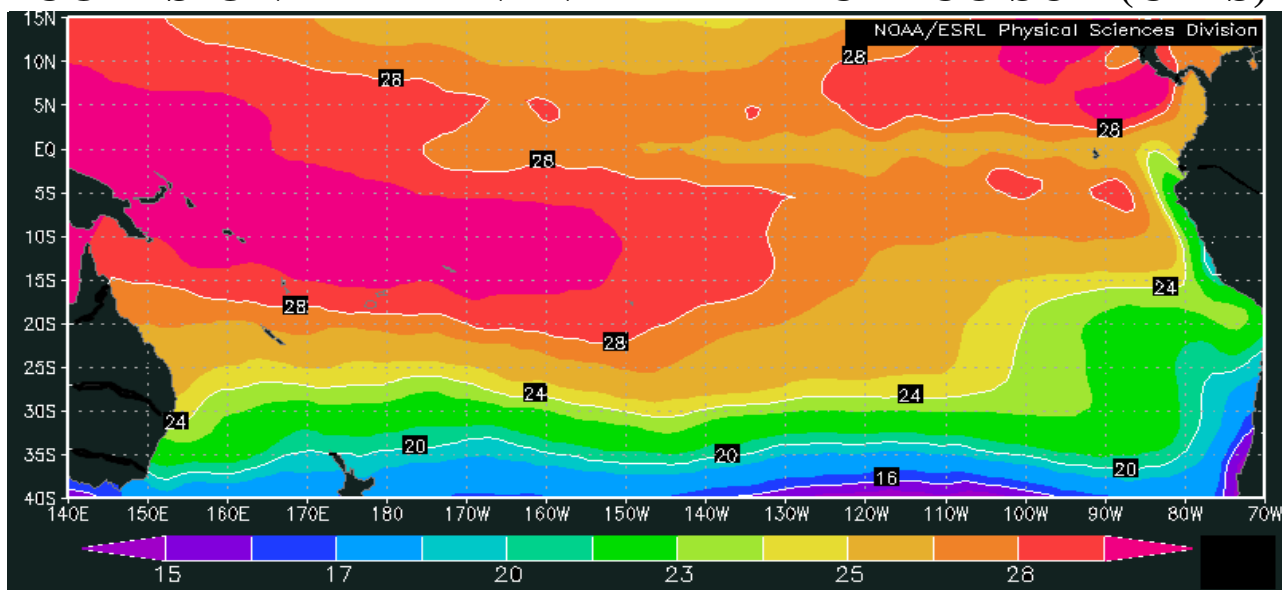 15N
NOAA/ESRL Physical Sciences Division
10N
28
28
5N
28
EQ
28
5S
10S
15S
24
28
20S
28
25S
24
24
30S
24
35S
20
20
20
16
40S
140E 150E 160E 170E 180 170W 160W 150W 140W 130W 120W 110W 100W 90W 80W 70W
15 17 20 23 25 28